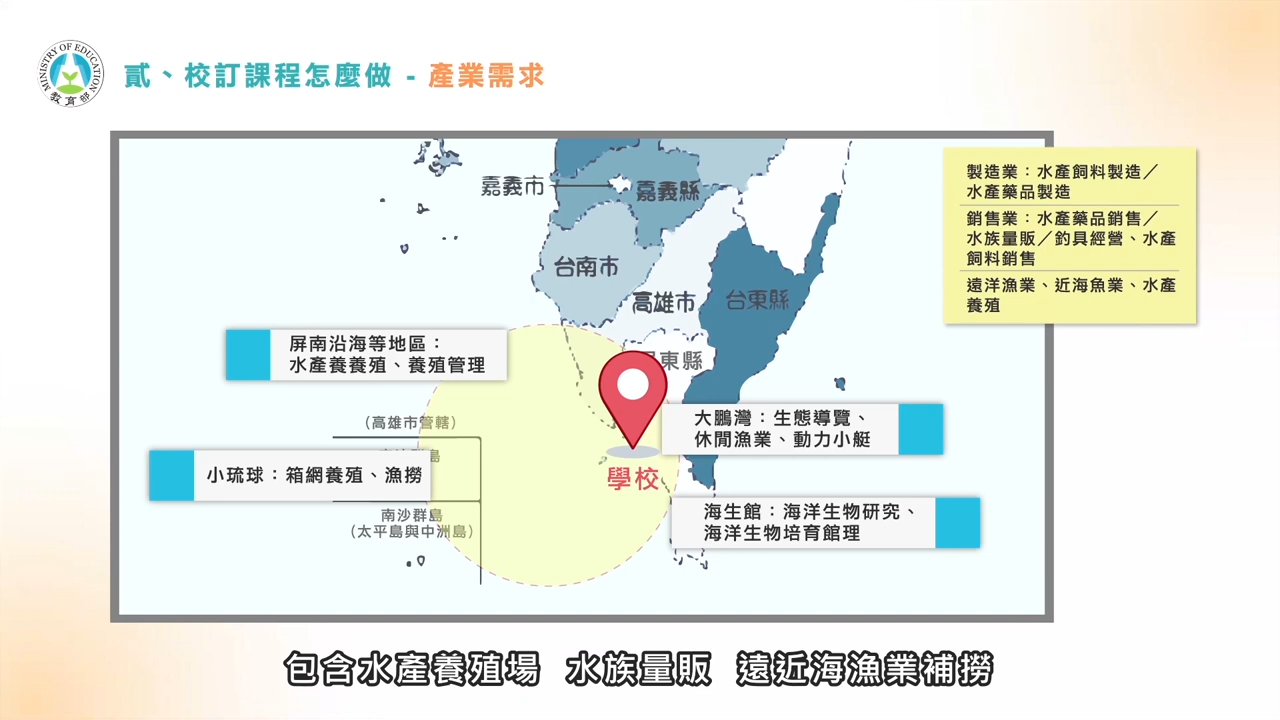 MINISTRY OF EDUCATION
教育部
貳、校訂課程怎麼做 - 產業需求
製造業：水產飼料製造／
水產藥品製造
銷售業：水產藥品銷售／
水族量販／釣具經營、水產
飼料銷售
遠洋漁業、近海魚業、水產
養殖
嘉義市
嘉義縣
台南市
高雄市
台東縣
東縣
屏南沿海等地區：
水產養養殖、養殖管理
（高雄市管轄）
島
小琉球：箱網養殖、漁撈
南沙群島
（太平島與中洲島）
大鵬灣：生態導覽、
休閒漁業、動力小艇
學校
海生館：海洋生物研究、
海洋生物培育館理
包含水產養殖場 水族量販 遠近海漁業補撈